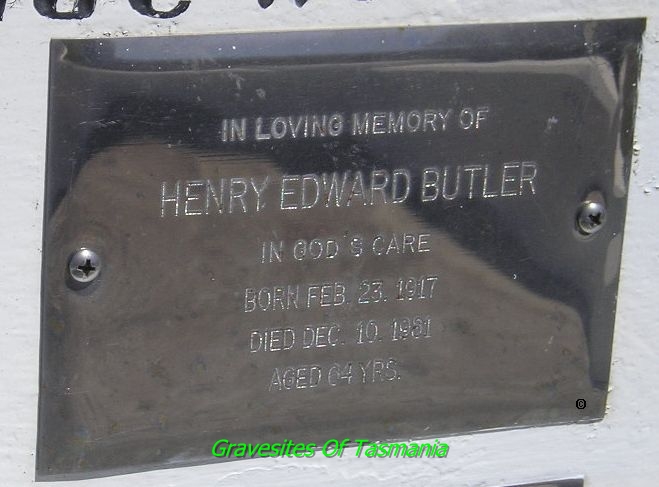 IN LOVING MEMORY OF
HENRY EDWARD BUTLER
IN GOD'S CARE
BORN FEB. 23. 1917
DIED DEC. 10. 1981
AGED 64 YRS.
©
Gravesites Of Tasmania